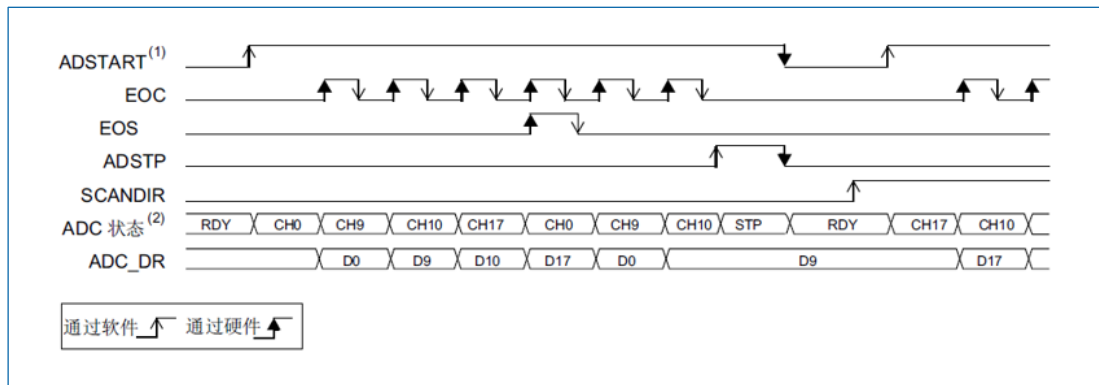 ADSTART(1)
EOC
EOS
ADSTP
SCANDIR
ADC 状态(2) RDY CH0 CH9 CH10 CH17 CH0 CH9 CH10 STP RDY CH17 CH10
ADC_DR D0 D9 D10 D17 D0 D9 D17
通过软件 通过硬件